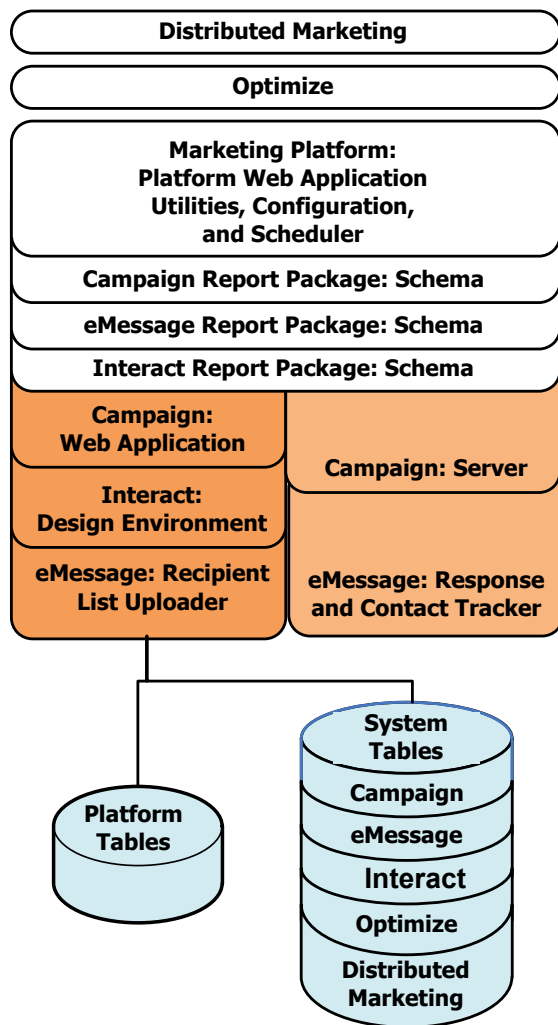 Distributed Marketing
Optimize
Marketing Platform:
Platform Web Application
Utilities, Configuration,
and Scheduler
Campaign Report Package: Schema
eMessage Report Package: Schema
Interact Report Package: Schema
Campaign:
Web Application
Campaign: Server
Interact:
Design Environment
eMessage: Recipient
List Uploader
eMessage: Response
and Contact Tracker
Platform
Tables
System
Tables
Campaign
eMessage
Interact
Optimize
Distributed
Marketing